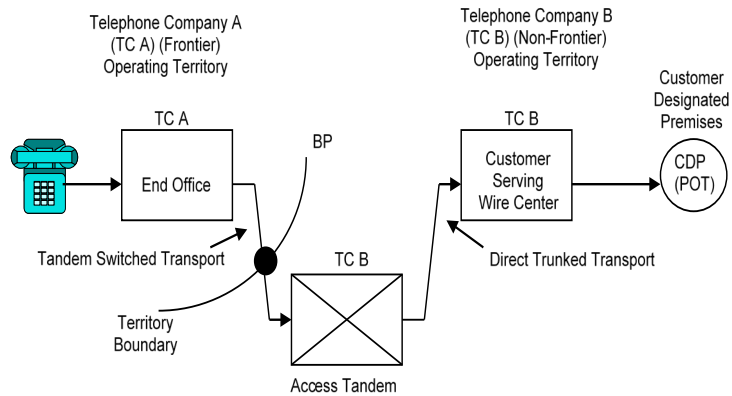 Telephone Company A
(TC A) (Frontier)
Operating Territory
Telephone Company B
(TC B) (Non-Frontier)
Operating Territory
Customer
Designated
Premises
TC A
BP
TC B
End Office
Customer
Serving
Wire Center
CDP
(POT)
Tandem Switched Transport
TC B
Direct Trunked Transport
Territory
Boundary
Access Tandem